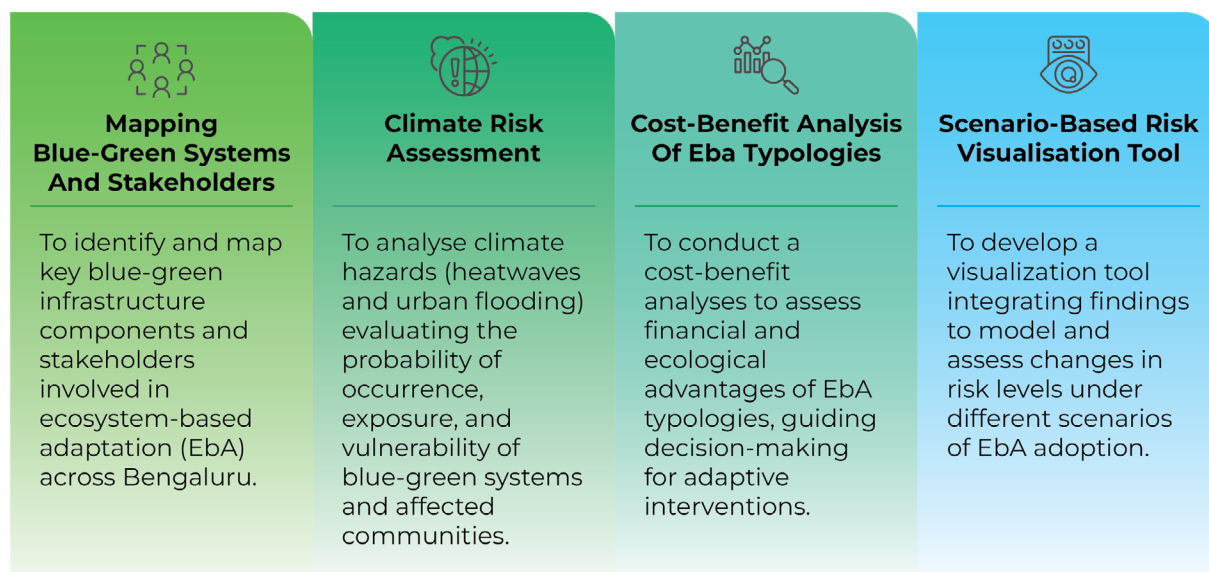 Mapping
Blue-Green Systems
And Stakeholders
To identify and map
key blue-green
infrastructure
components and
stakeholders
involved in
ecosystem-based
adaptation (EbA)
across Bengaluru.
Climate Risk
Assessment
To analyse climate
hazards (heatwaves
and urban flooding)
evaluating the
probability of
occurrence,
exposure, and
vulnerability of
blue-green systems
and affected
communities.
Cost-Benefit Analysis
Of Eba Typologies
To conduct a
cost-benefit
analyses to assess
financial and
ecological
advantages of EbA
typologies, guiding
decision-making
for adaptive
interventions.
Scenario-Based Risk
Visualisation Tool
To develop a
visualization tool
integrating findings
to model and
assess changes in
risk levels under
different scenarios
of EbA adoption.